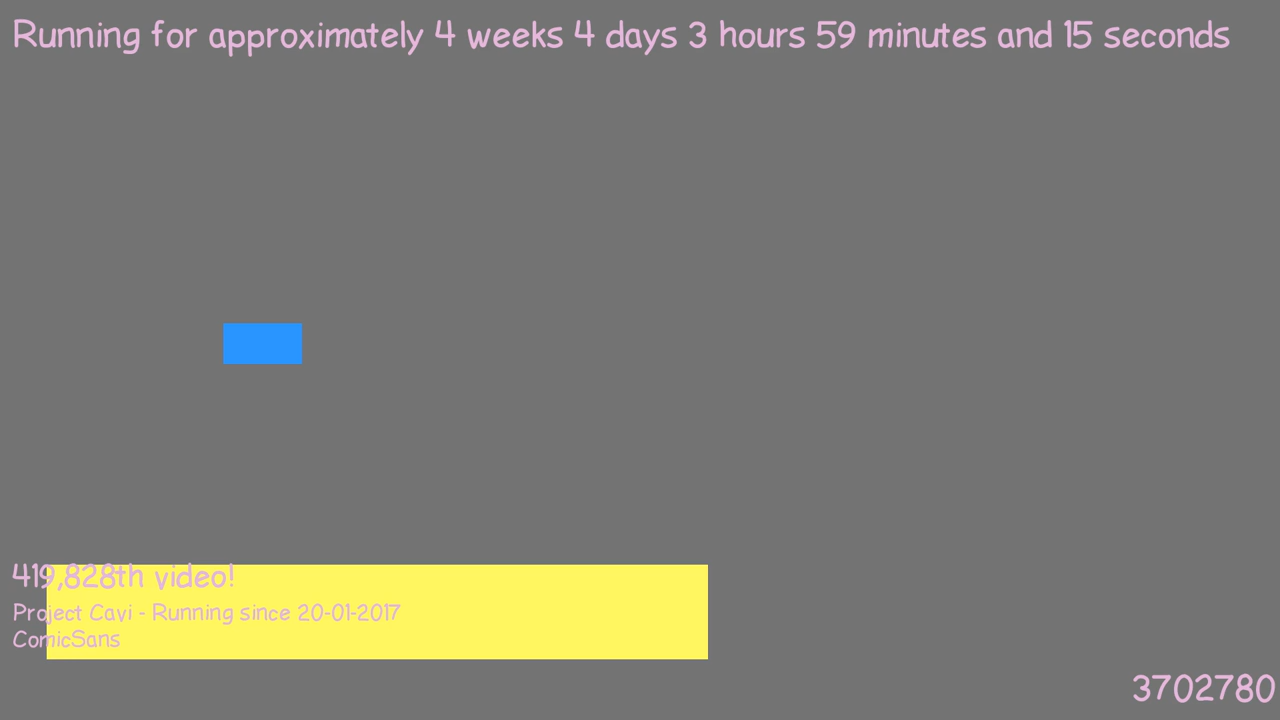 Running for approximately 4 weeks 4 days 3 hours 59 minutes and 15 seconds
419,828th video!
Project Cavi - Running since 20-01-2017
ComicSans
3702780